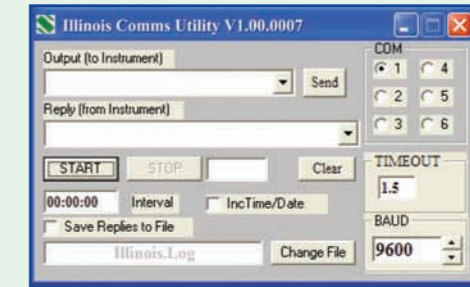 Illinois Comms Utility V1.00.0007
Output (to Instrument)
Send
Reply (from Instrument)
START STOP Clear
00:00:00 Interval IncTime/Date
Save Replies to File
Illinois.Log Change File
COM
1 4
2 5
3 6
TIMEOUT
1.5
BAUD
9600